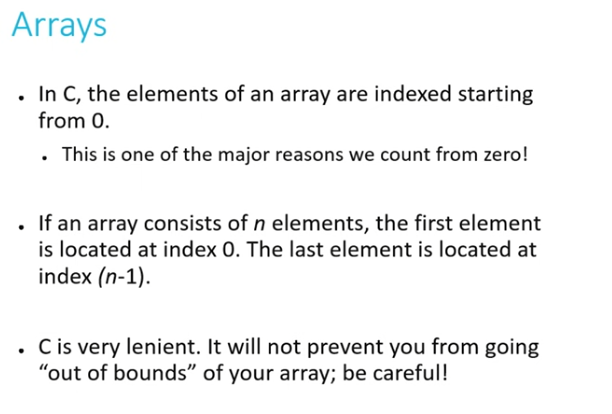 Arrays
• In C, the elements of an array are indexed starting
from 0.
• This is one of the major reasons we count from zero!
• If an array consists of n elements, the first element
is located at index 0. The last element is located at
index (n-1).
• C is very lenient. It will not prevent you from going
“out of bounds” of your array; be careful!